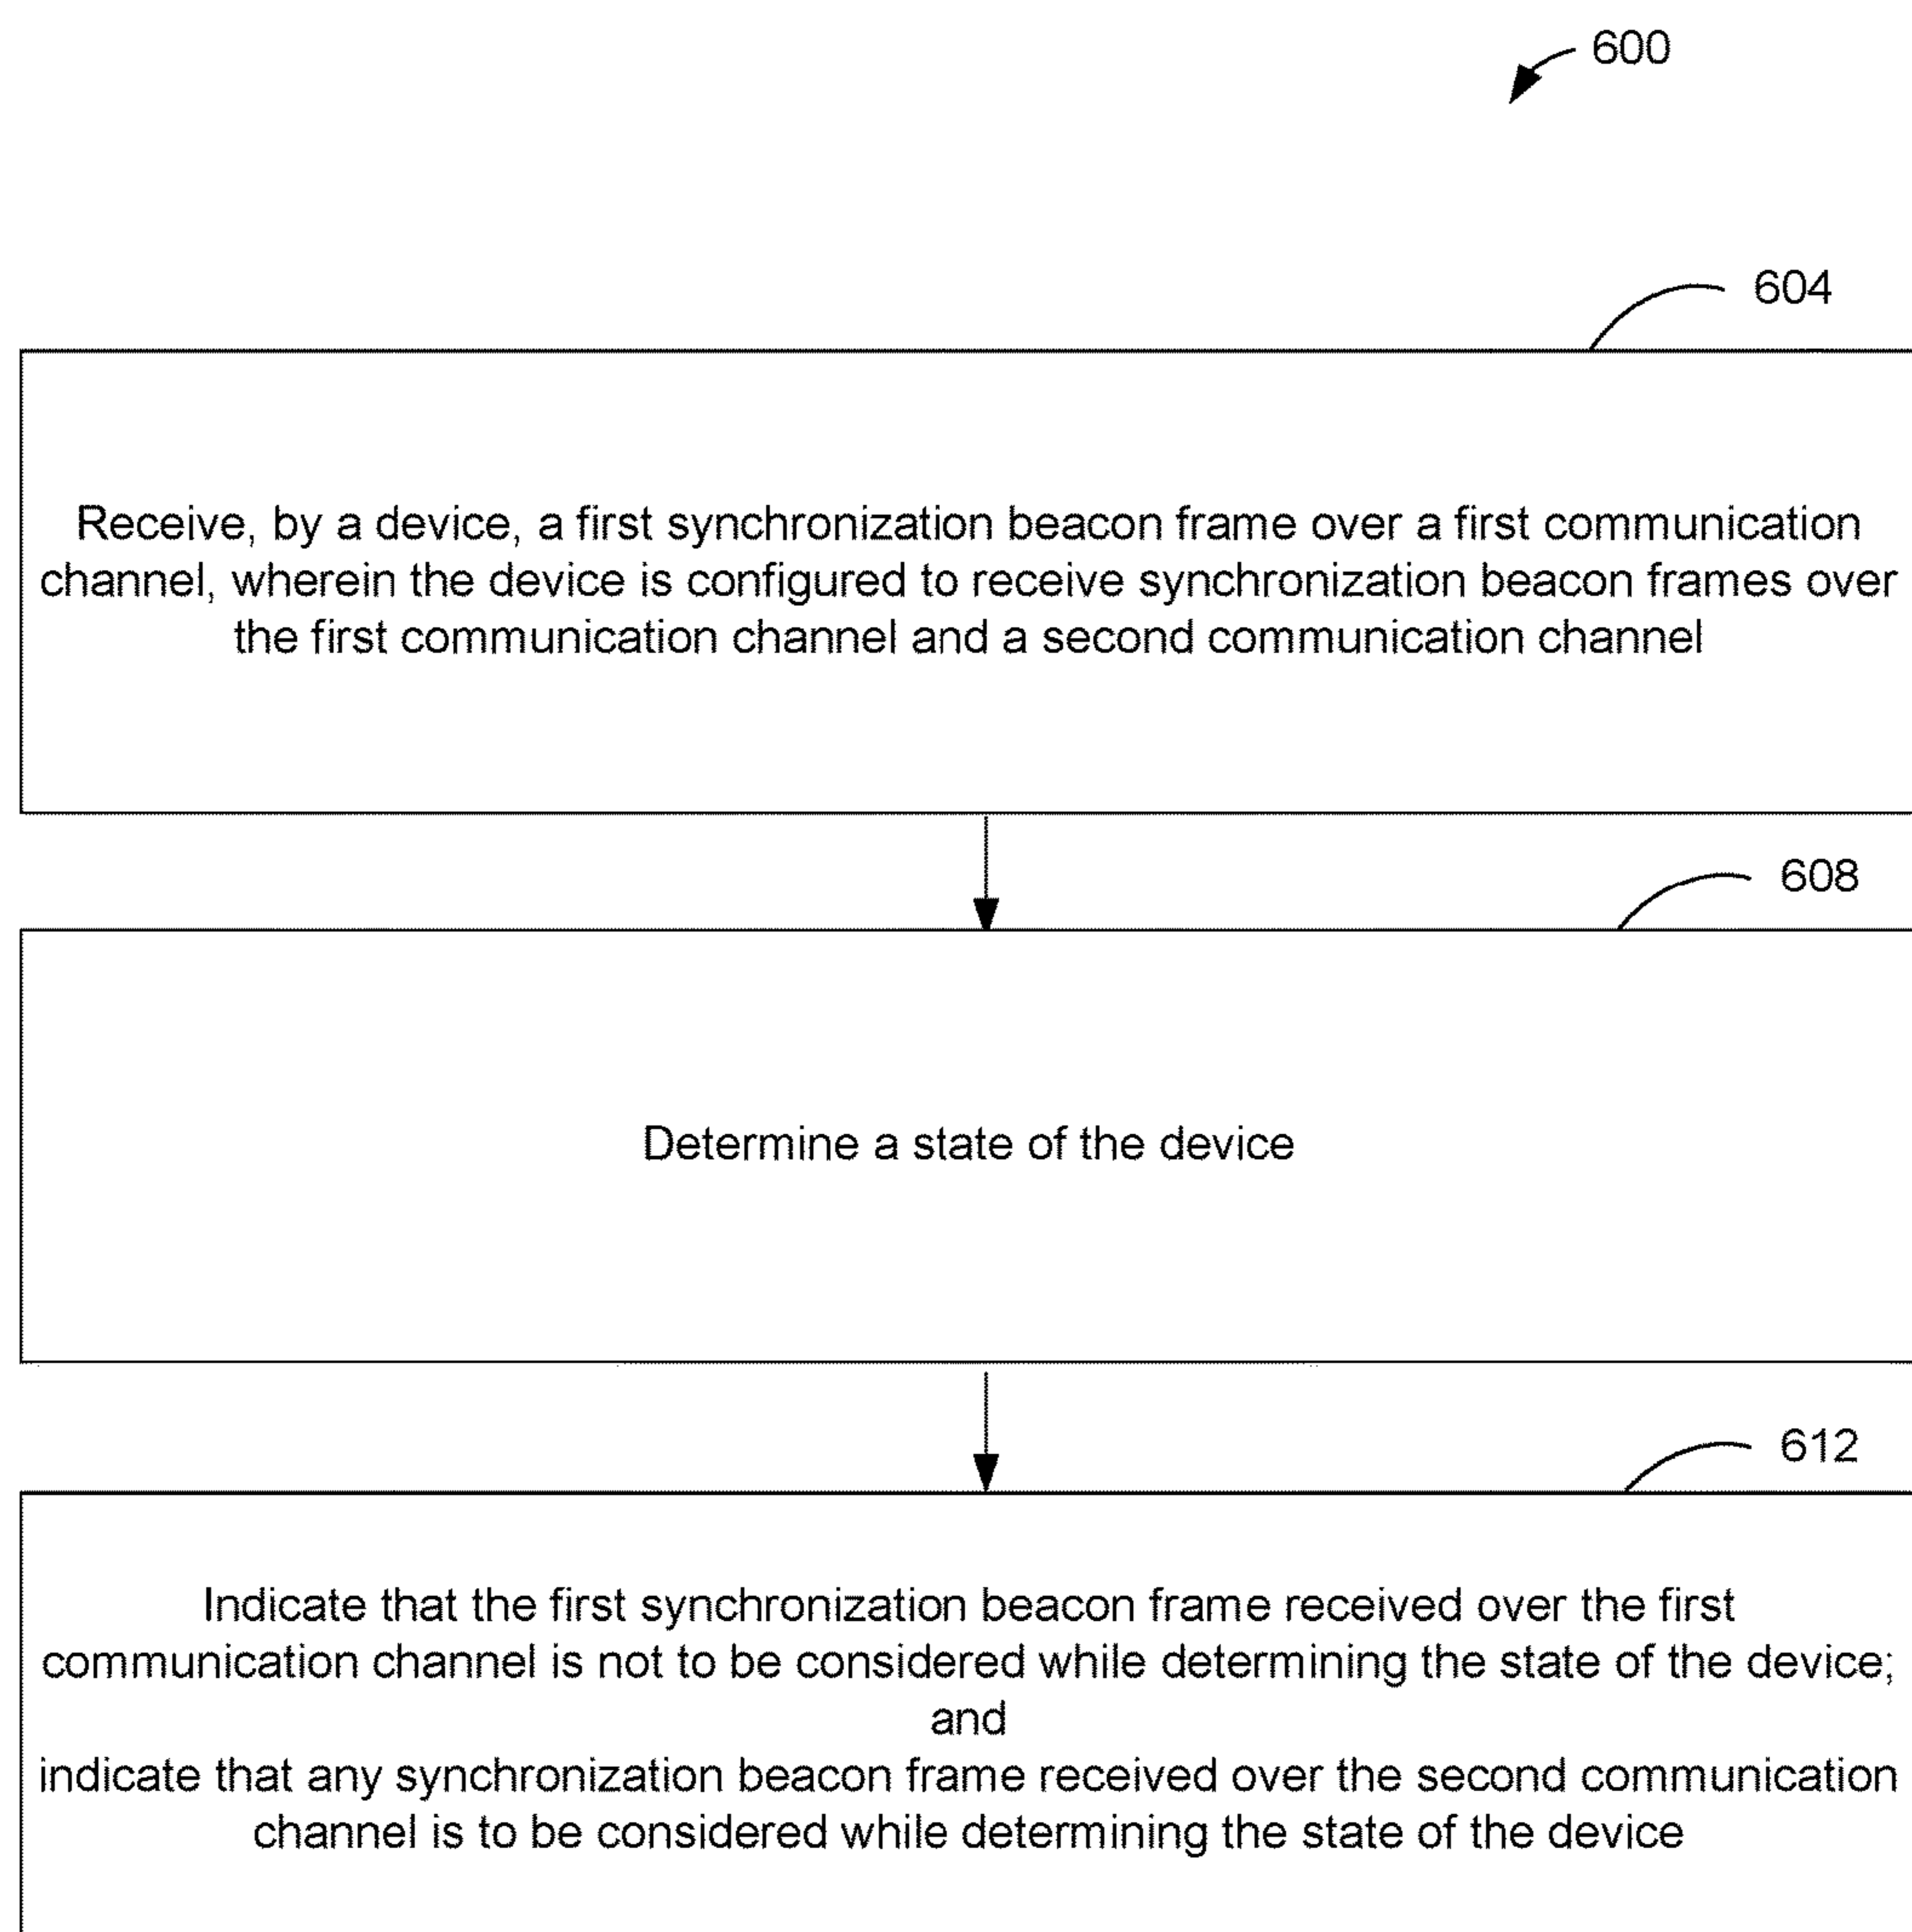 600
604
Receive, by a device, a first synchronization beacon frame over a first communication
channel, wherein the device is configured to receive synchronization beacon frames over
the first communication channel and a second communication channel
608
Determine a state of the device
612
Indicate that the first synchronization beacon frame received over the first
communication channel is not to be considered while determining the state of the device;
and
indicate that any synchronization beacon frame received over the second communication
channel is to be considered while determining the state of the device